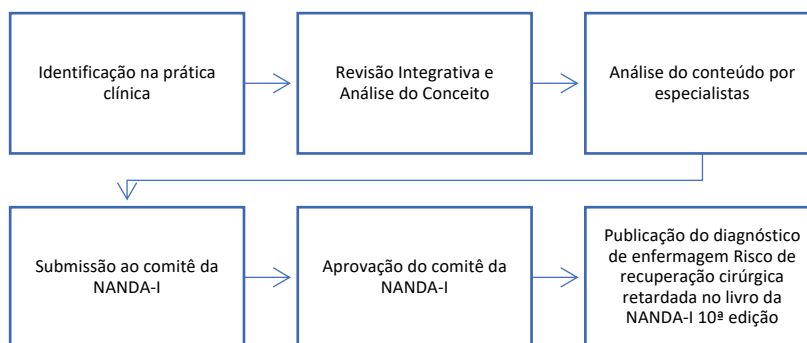 Identificação na prática
clínica
Revisão Integrativa e
Análise do Conceito
Análise do conteúdo por
especialistas
Submissão ao comitê da
NANDA-I
Aprovação do comitê da
NANDA-I
Publicação do diagnóstico
de enfermagem Risco de
recuperação cirúrgica
retardada no livro da
NANDA-I 10ª edição